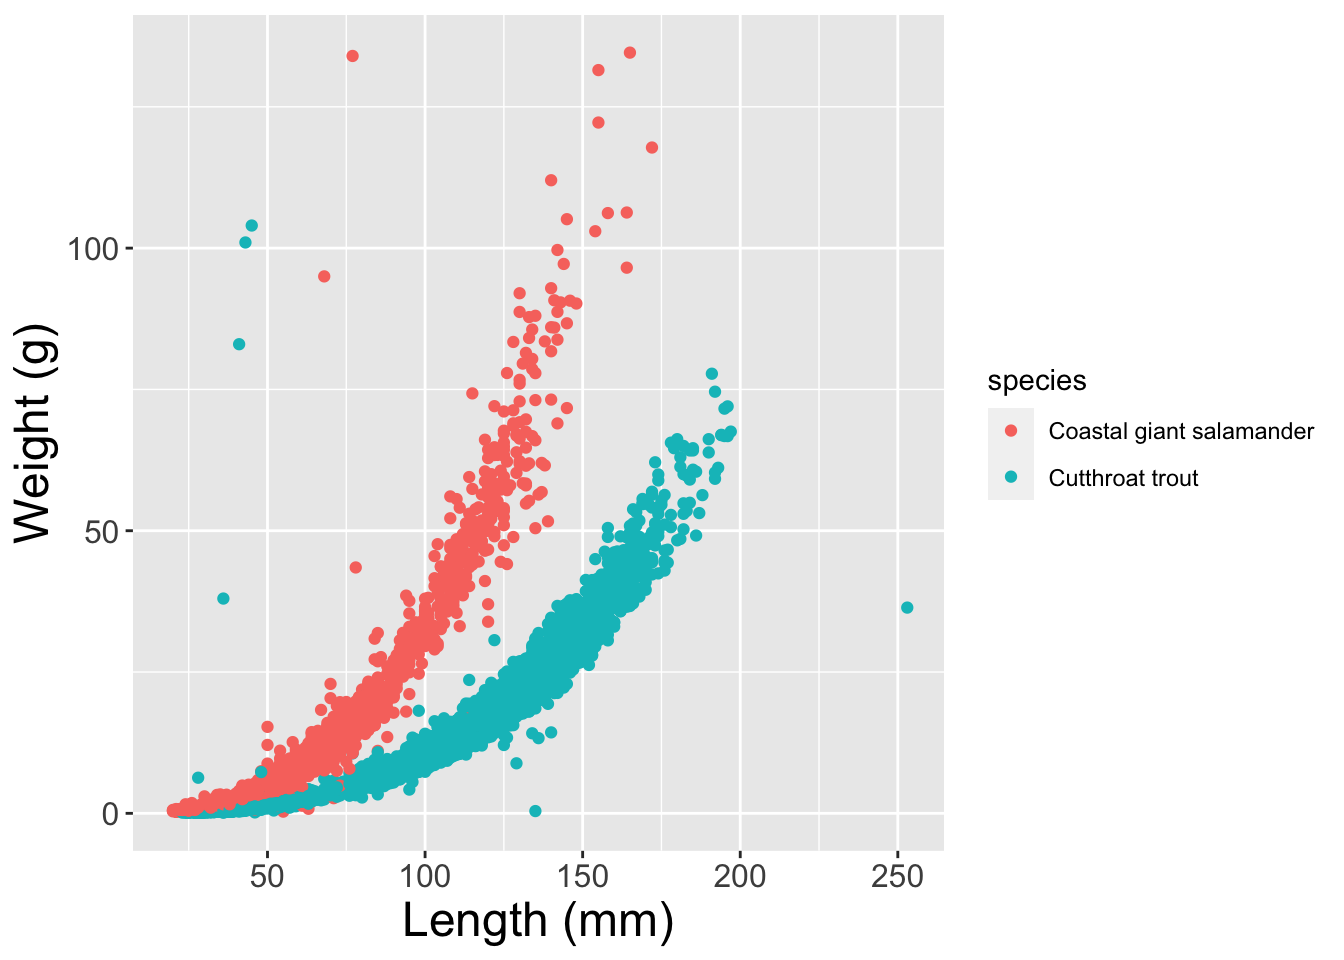 Weight (g)
100
50
0
50
100
150
200
250
Length (mm)
species
Coastal giant salamander
Cutthroat trout